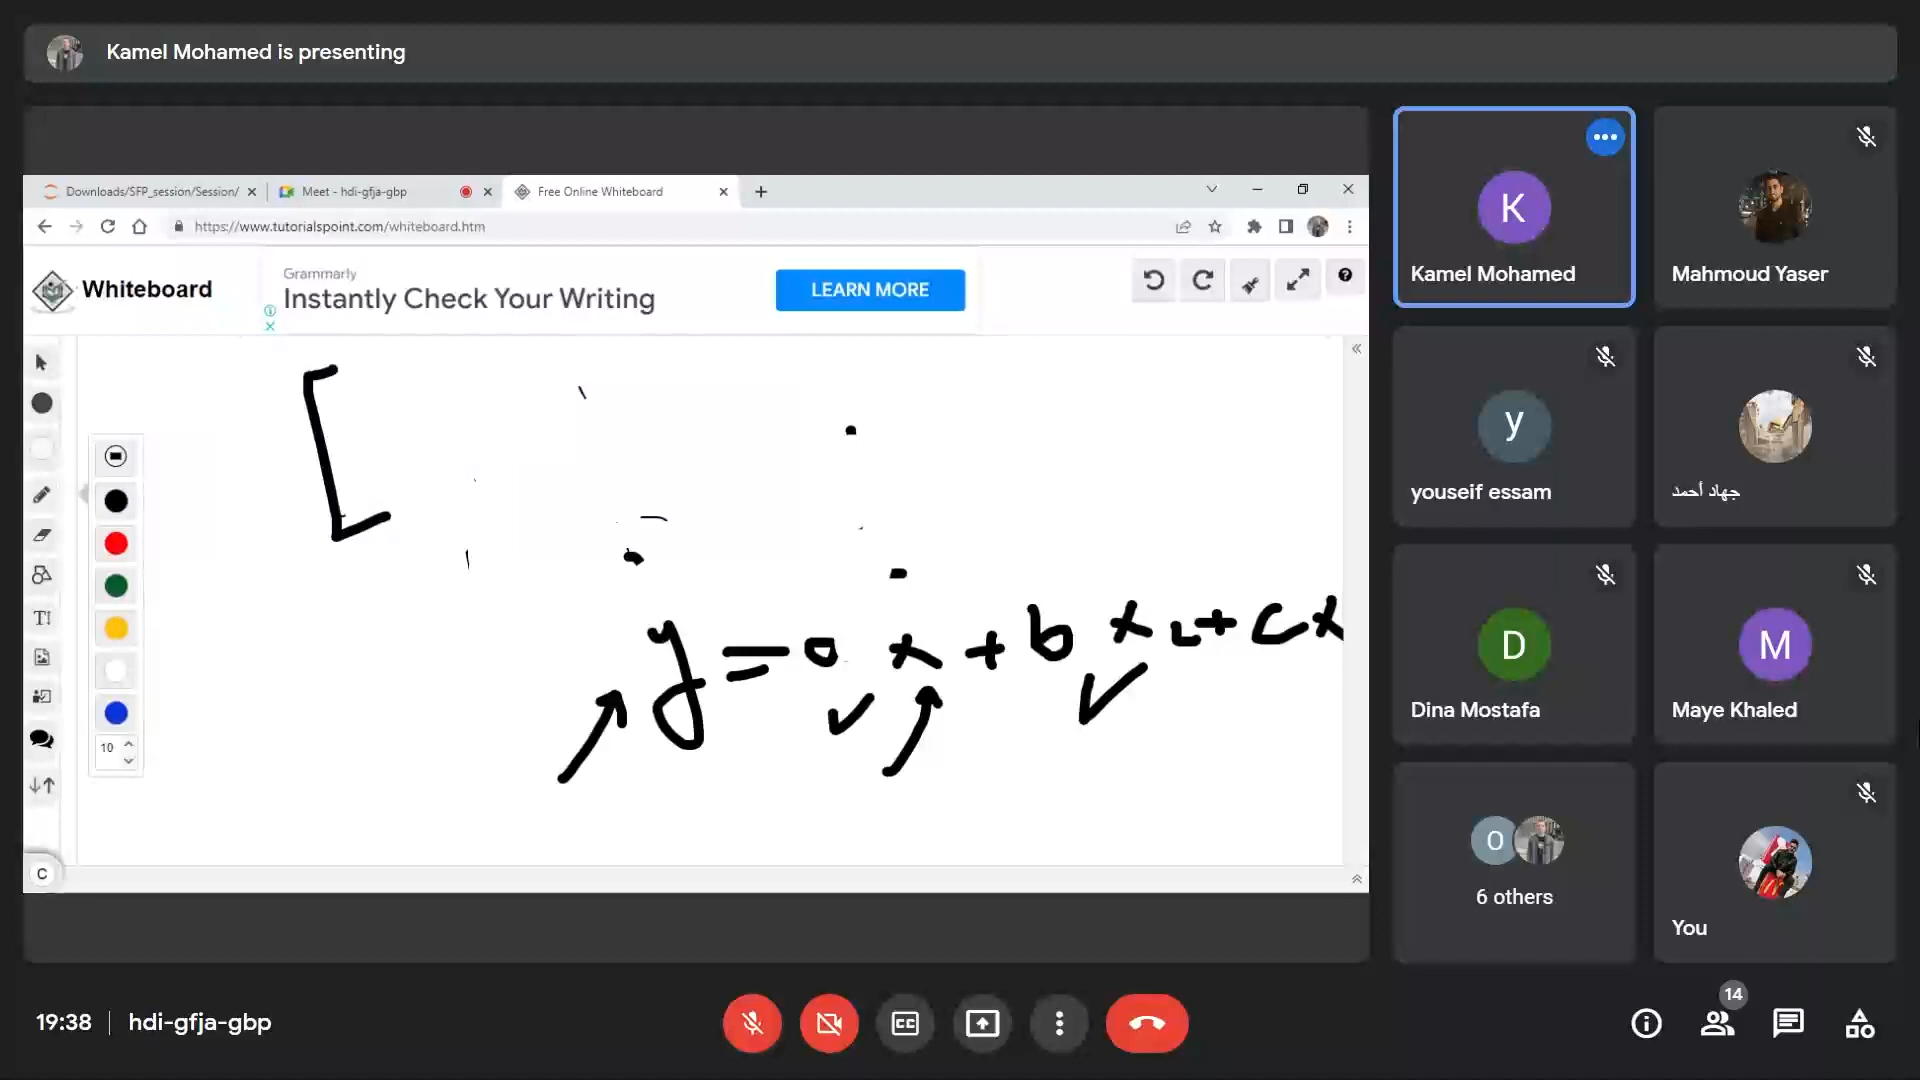 Kamel Mohamed is presenting
Downloads/SFP_session/Session/
Meet - hdi-gfja-gbp
Free Online Whiteboard
https://www.tutorialspoint.com/whiteboard.htm
Whiteboard
Grammarly
Instantly Check Your Writing
LEARN MORE
10
T
C
y = a x + b x2 + c x
K
Kamel Mohamed
Mahmoud Yaser
y
youseif essam
جهاد أحمد
D
Dina Mostafa
M
Maye Khaled
O
6 others
You
19:38 | hdi-gfja-gbp
CC
14